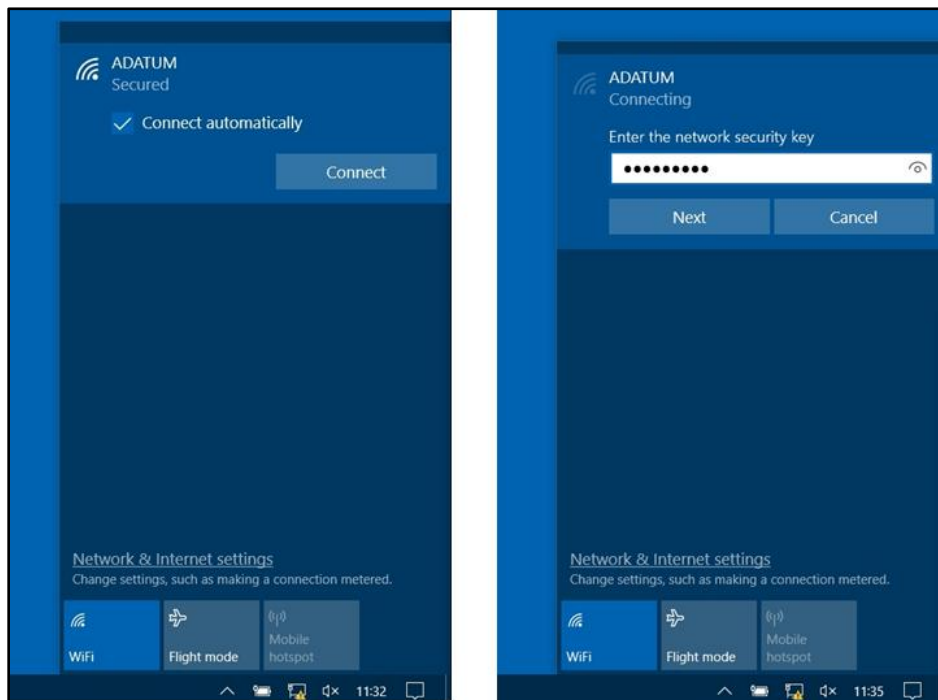 ADATUM
Secured
Connect automatically
Connect
Network & Internet settings
Change settings, such as making a connection metered.
WiFi
Flight mode
Mobile
hotspot
11:32
ADATUM
Connecting
Enter the network security key
Next
Cancel
Network & Internet settings
Change settings, such as making a connection metered.
WiFi
Flight mode
Mobile
hotspot
11:35